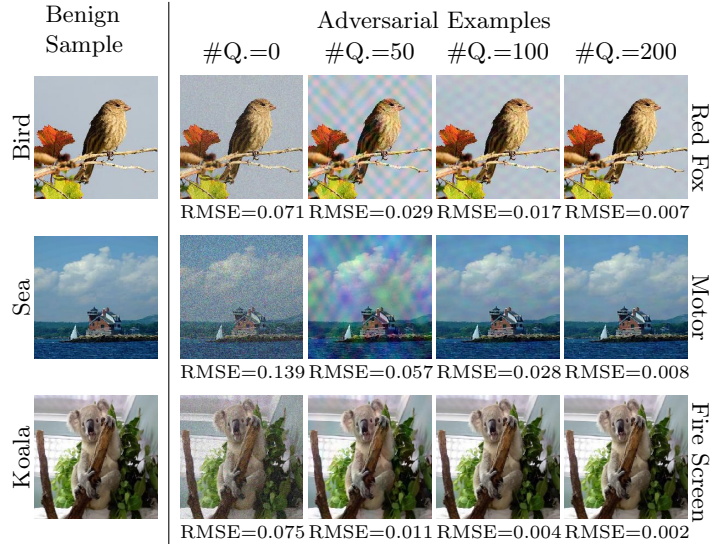 Benign
Sample
Adversarial Examples
#Q.=0 #Q.=50 #Q.=100 #Q.=200
Bird
Red Fox
RMSE=0.071 RMSE=0.029 RMSE=0.017 RMSE=0.007
Sea
Motor
RMSE=0.139 RMSE=0.057 RMSE=0.028 RMSE=0.008
Koala
Fire Screen
RMSE=0.075 RMSE=0.011 RMSE=0.004 RMSE=0.002